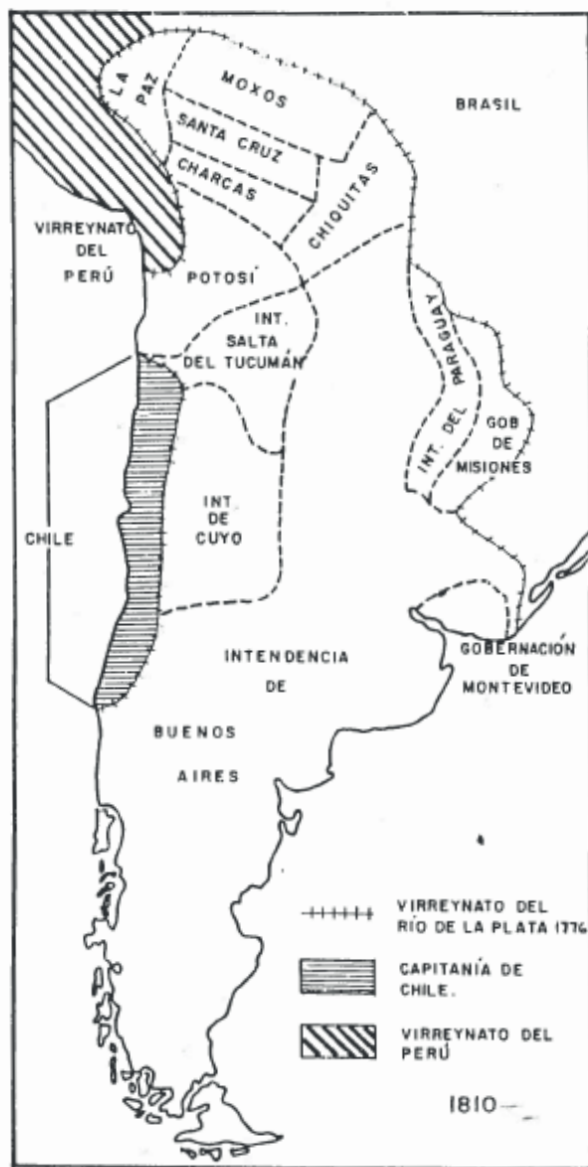 LA
PAZ
MOXOS
BRASIL
SANTA CRUZ
CHARCAS
CHIQUITAS
VIRREYNATO
DEL
PERÚ
POTOSÍ
INT.
SALTA
DEL TUCUMÁN
INT. DEL PARAGUAY
GOB
DE
MISIONES
INT.
DE
CUYO
CHILE
GOBERNACIÓN
DE
MONTEVIDEO
INTENDENCIA
DE
BUENOS
AIRES
VIRREYNATO DEL
RÍO DE LA PLATA 1776
CAPITANÍA DE
CHILE.
VIRREYNATO DEL
PERÚ
1810